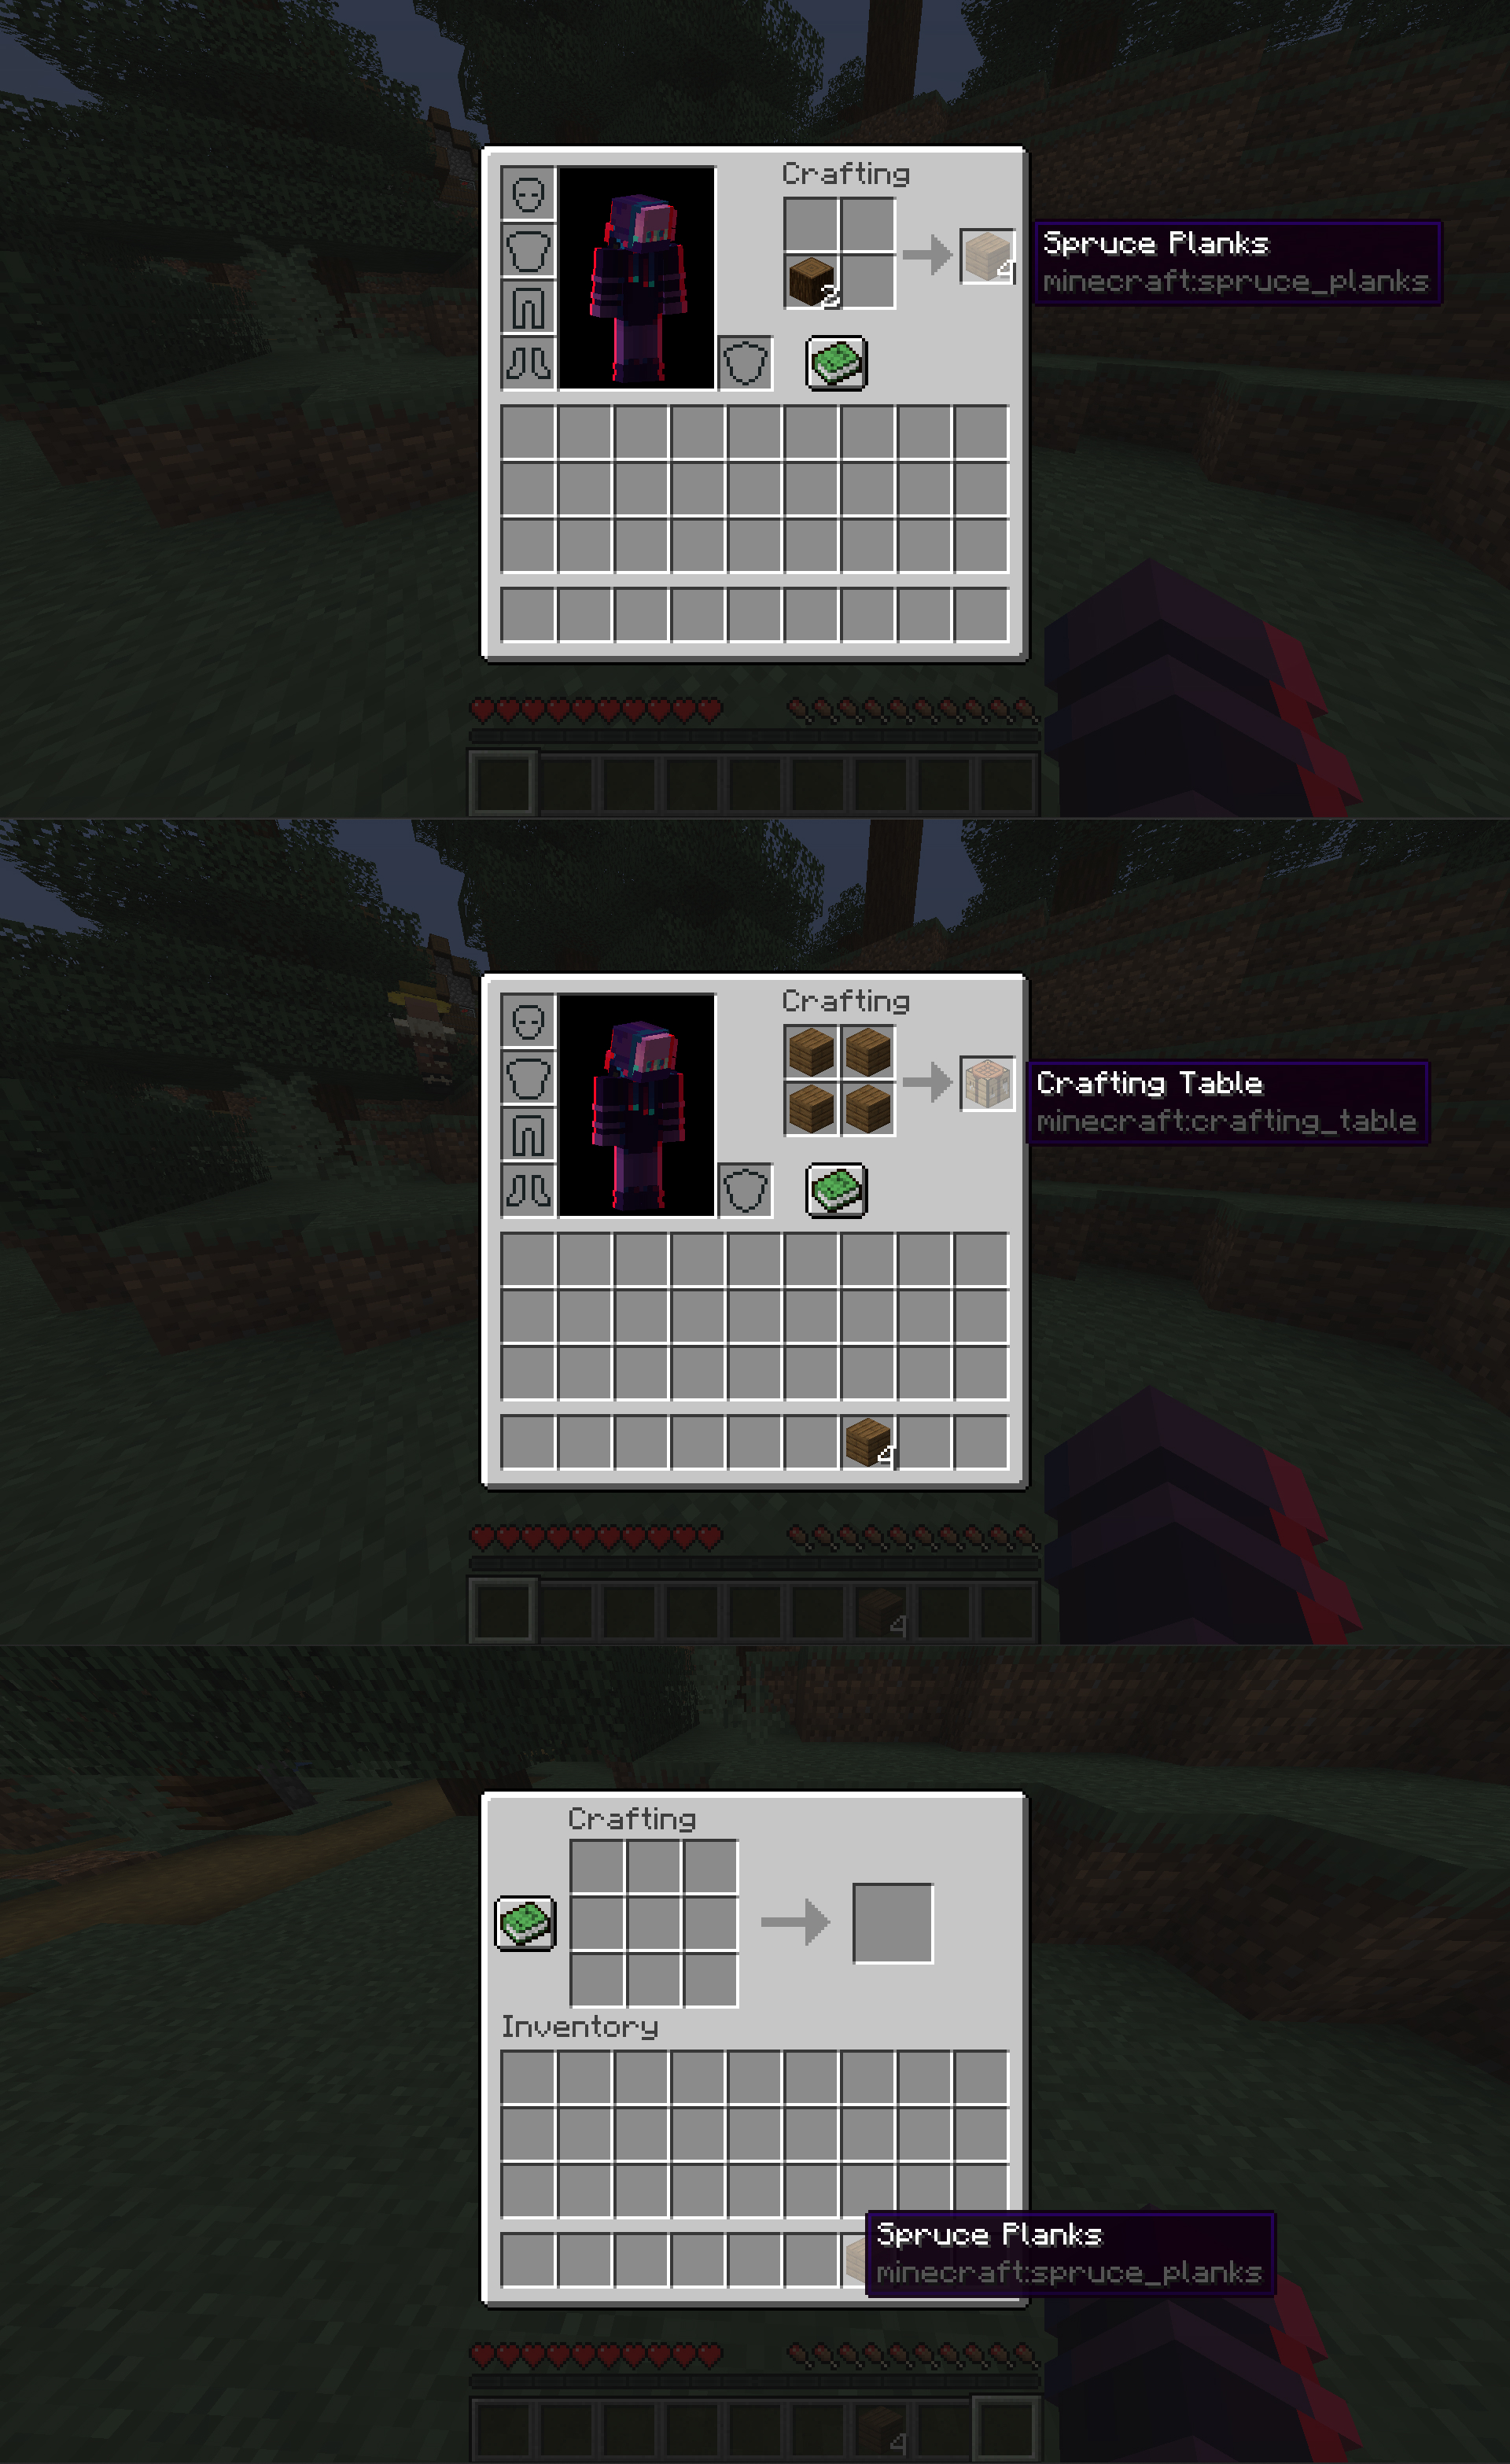 Crafting
4
Spruce Planks
minecraft:spruce_planks
2
Crafting
Crafting Table
minecraft:crafting_table
4
4
Crafting
Inventory
Spruce Planks
minecraft:spruce_planks
4